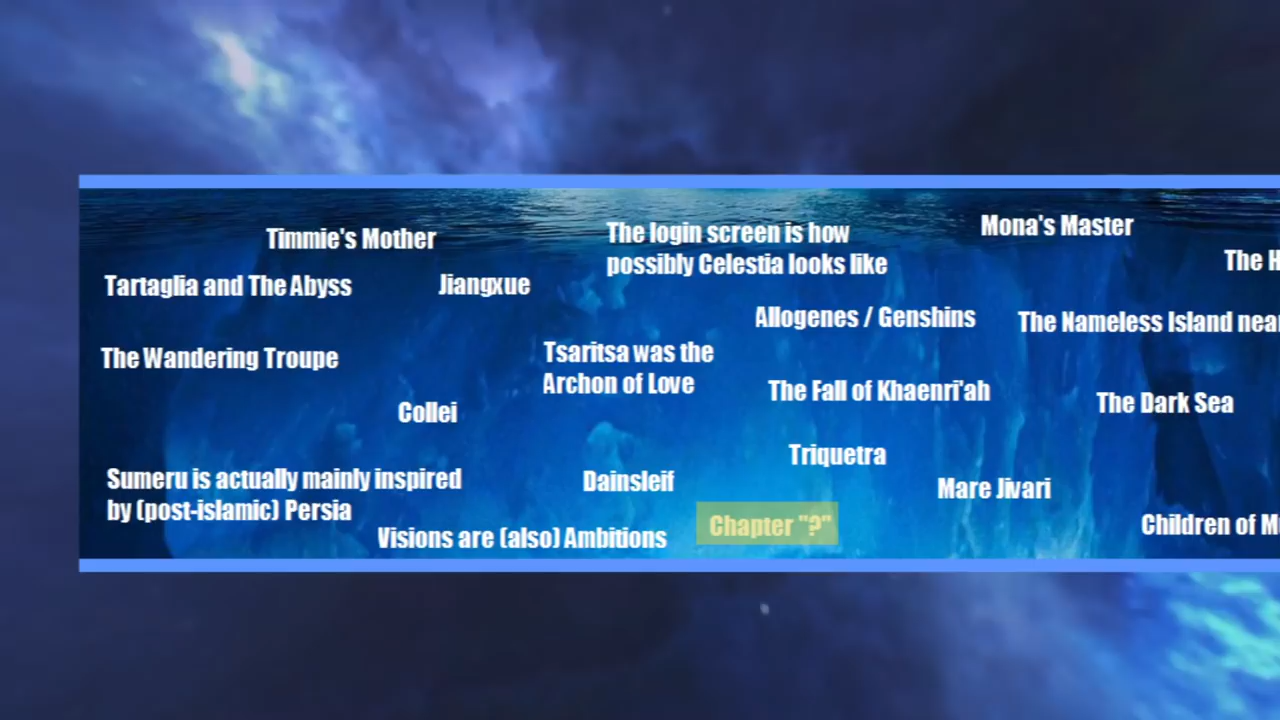 Timmie's Mother
The login screen is how
possibly Celestia looks like
Mona's Master
The H
Tartaglia and The Abyss
Jiangxue
Allogenes / Genshins
The Nameless Island near
The Wandering Troupe
Tsaritsa was the
Archon of Love
The Fall of Khaenri'ah
The Dark Sea
Collei
Triquetra
Sumeru is actually mainly inspired
by (post-islamic) Persia
Dainsleif
Mare Jivari
Visions are (also) Ambitions
Chapter "?"
Children of M